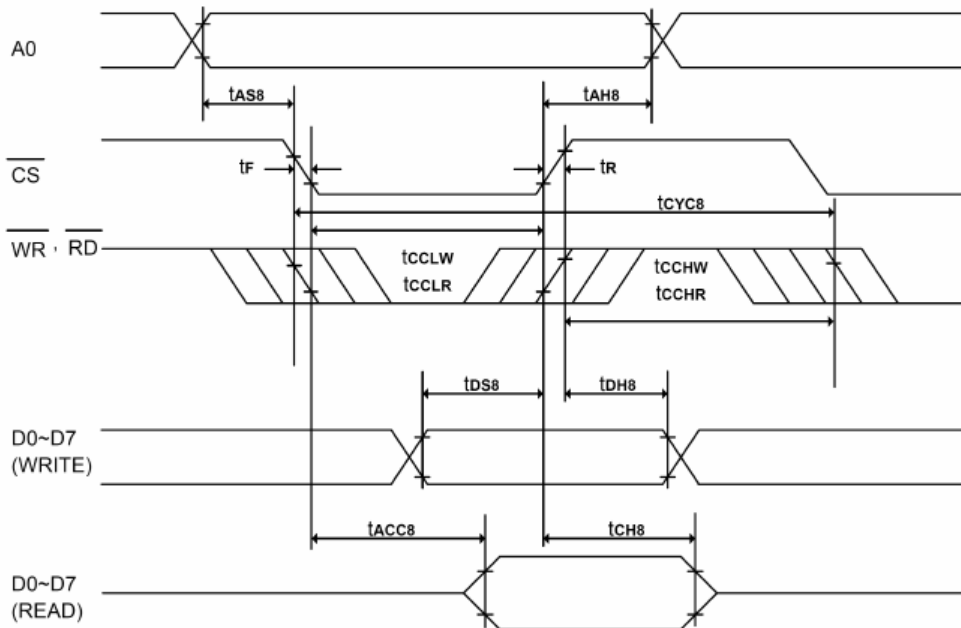 A0
tAS8
tAH8
CS
tF
tR
tCYC8
WR , RD
tCCLW
tCCLR
tCCHW
tCCHR
tDS8
tDH8
D0~D7
(WRITE)
tACC8
tCH8
D0~D7
(READ)